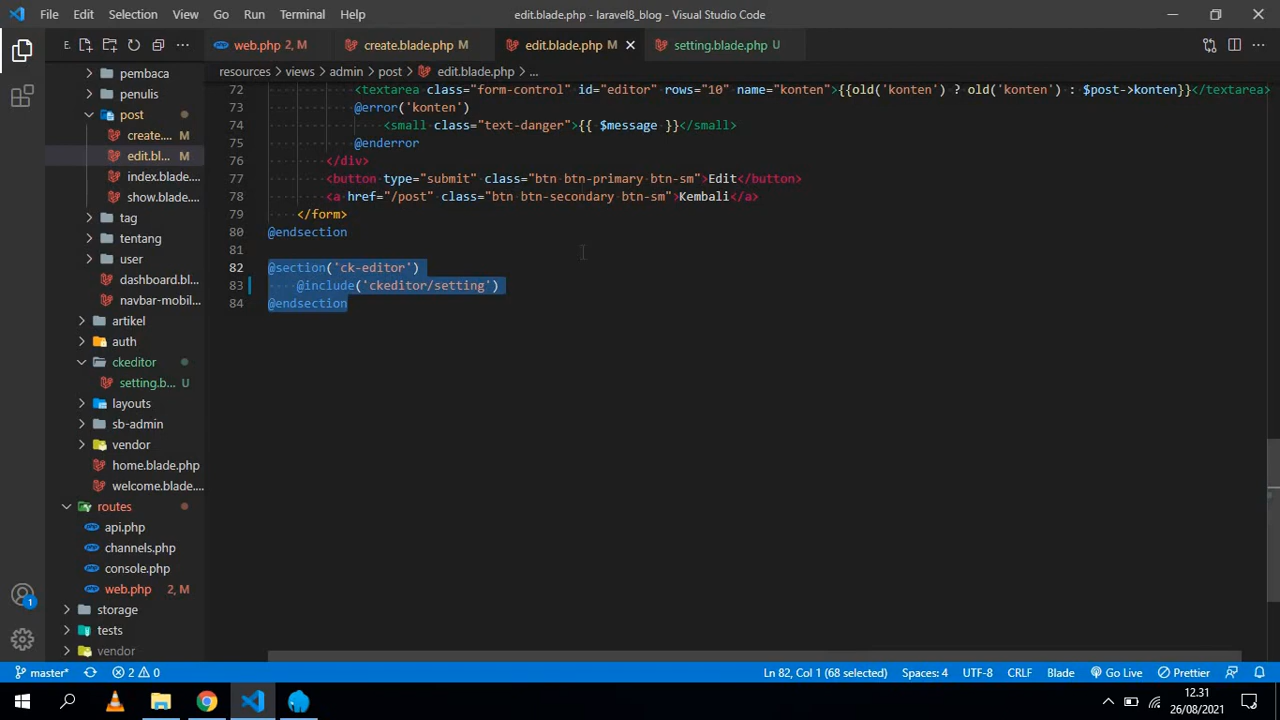 File Edit Selection View Go Run Terminal Help
edit.blade.php - laravel8_blog - Visual Studio Code
E.
web.php 2, M
create.blade.php M
edit.blade.php M
setting.blade.php U
resources > views > admin > post > edit.blade.php > ...
pembaca
penulis
post
create.... M
edit.bl... M
index.blade....
show.blade....
tag
tentang
user
dashboard.bl...
navbar-mobil...
artikel
auth
ckeditor
setting.b... U
layouts
sb-admin
vendor
home.blade.php
welcome.blade....
routes
api.php
channels.php
console.php
web.php 2, M
storage
tests
vendor
72 <textarea class="form-control" id="editor" rows="10" name="konten">{{old('konten') ? old('konten') : $post->konten}}</textarea>
73 @error('konten')
74 <small class="text-danger">{{ $message }}</small>
75 @enderror
76 </div>
77 <button type="submit" class="btn btn-primary btn-sm">Edit</button>
78 <a href="/post" class="btn btn-secondary btn-sm">Kembali</a>
79 </form>
80 @endsection
81
82 @section('ck-editor')
83 @include('ckeditor/setting')
84 @endsection
1
master* 2 0
Ln 82, Col 1 (68 selected) Spaces: 4 UTF-8 CRLF Blade Go Live Prettier
12.31
26/08/2021